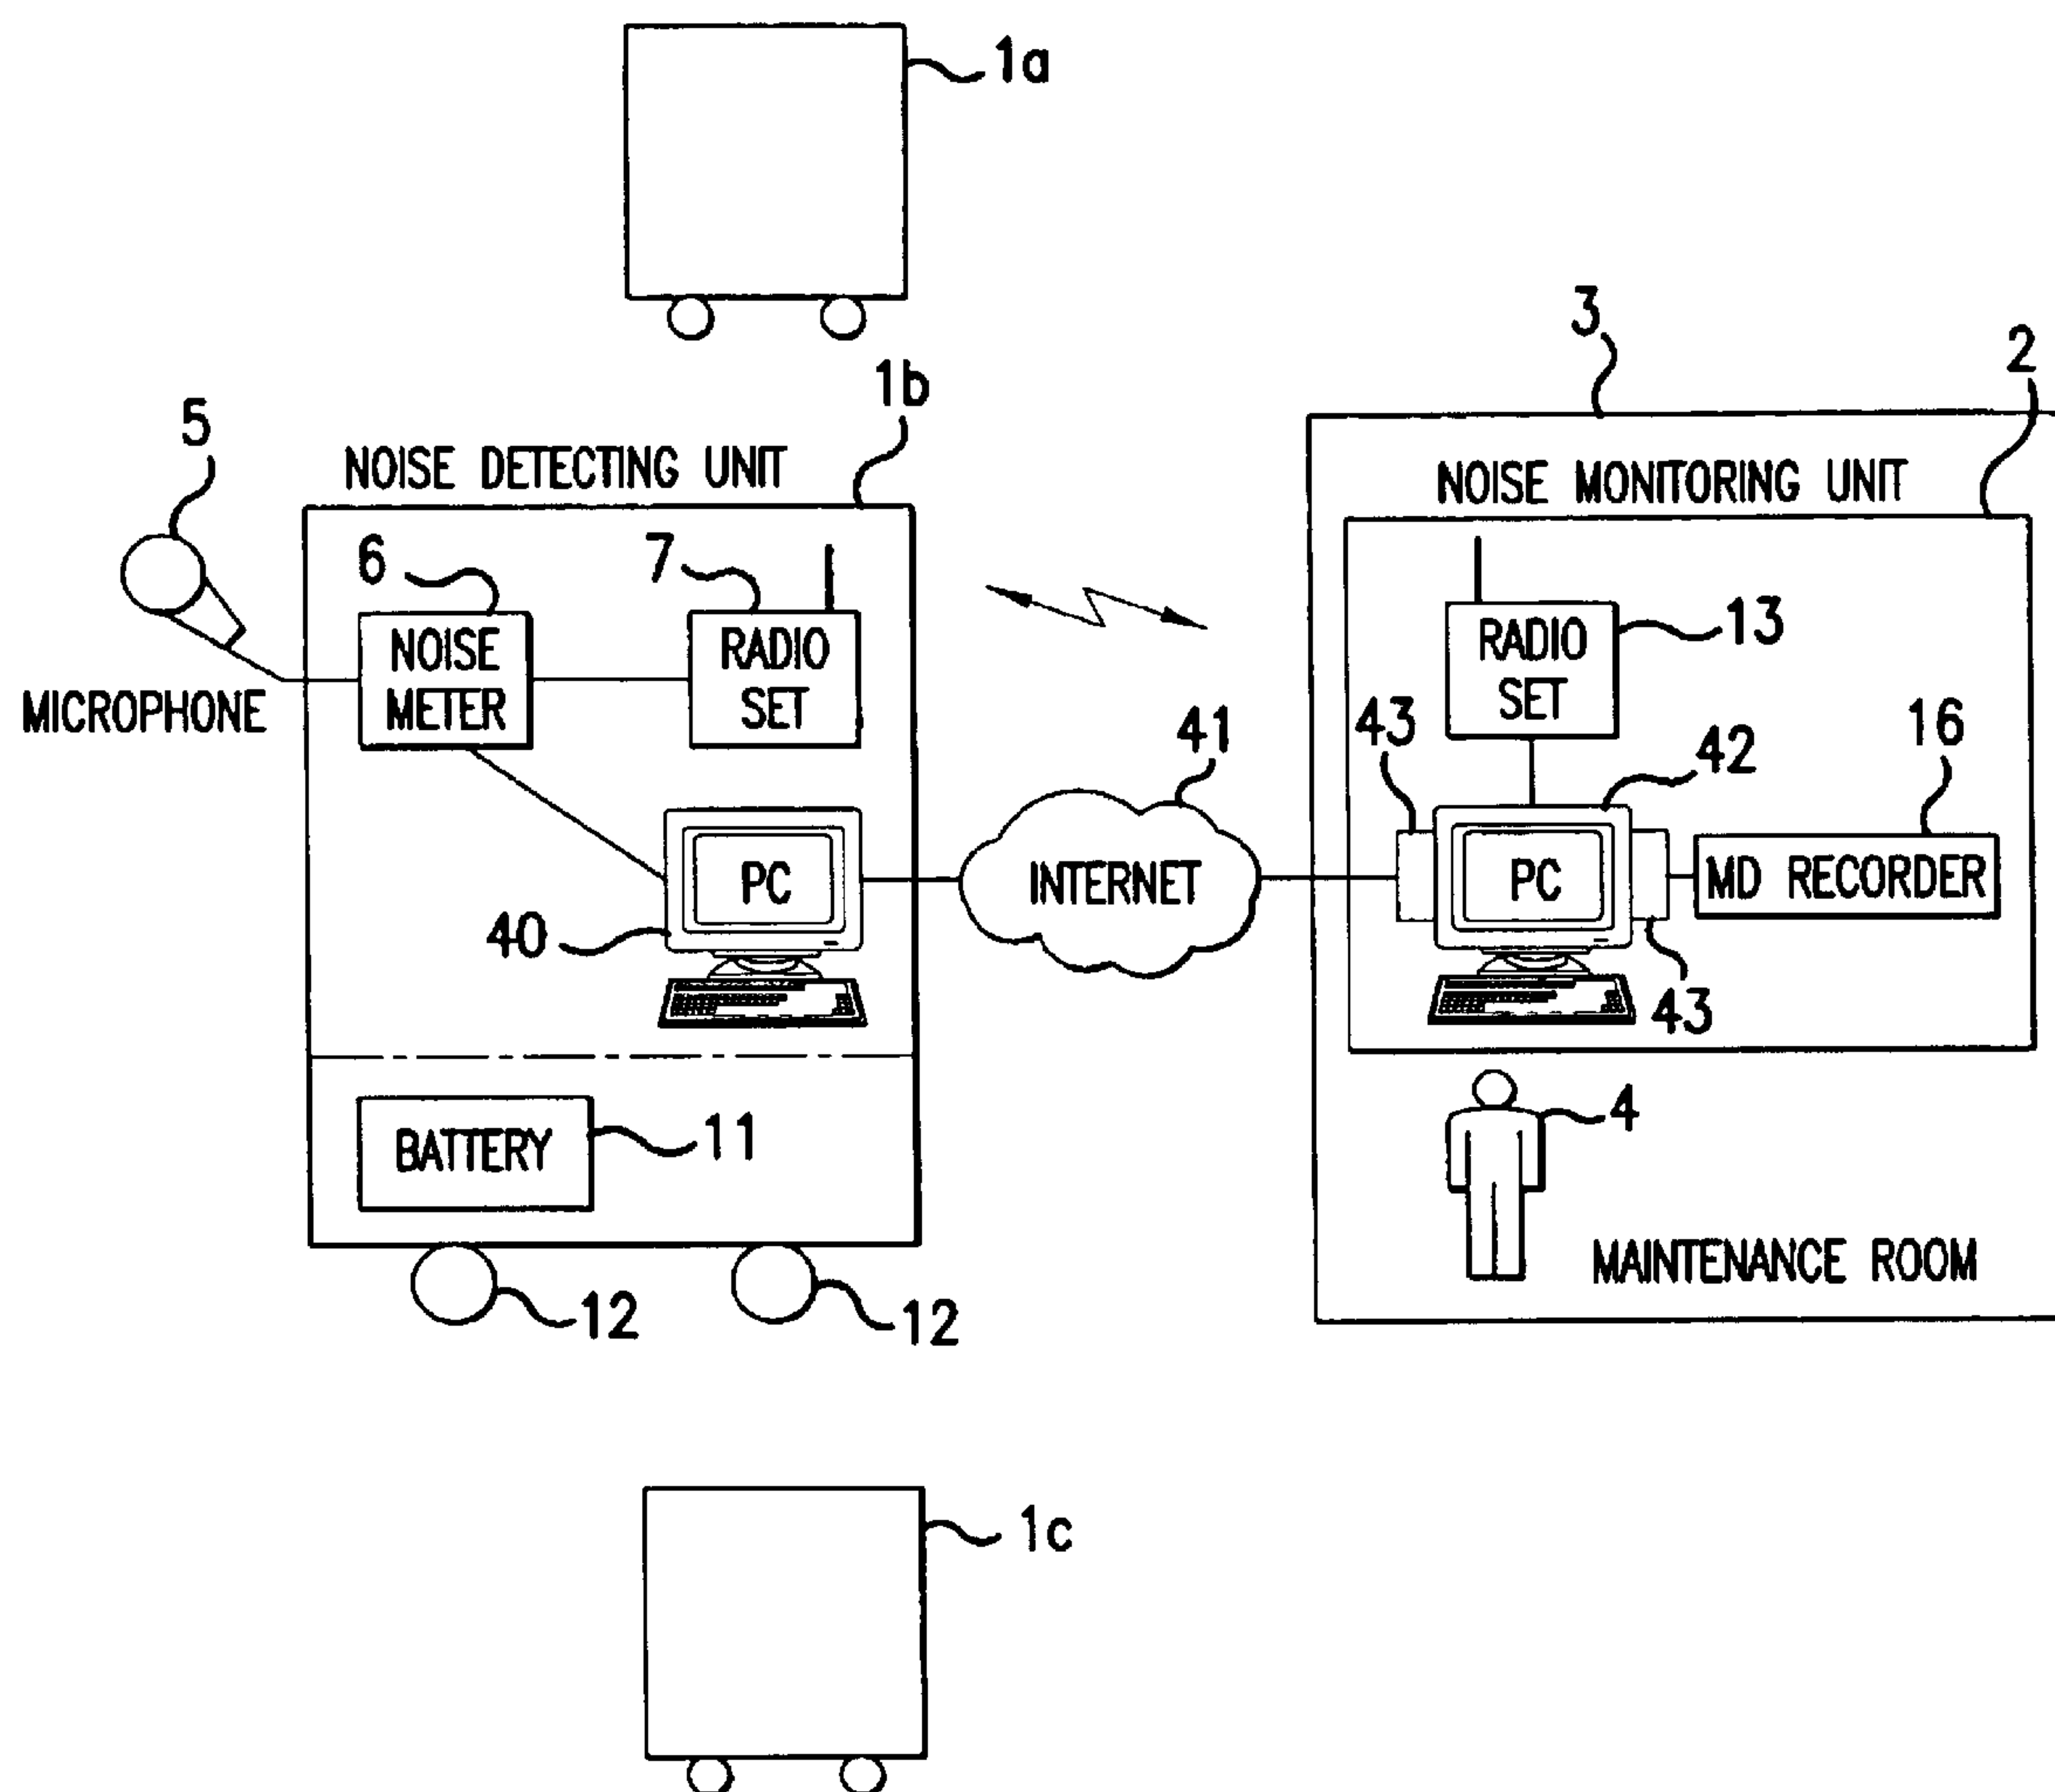 1a
3
2
1b
5
NOISE DETECTING UNIT
NOISE MONITORING UNIT
6
7
NOISE
METER
RADIO
SET
RADIO
SET
13
MICROPHONE
43
41
42
16
PC
INTERNET
PC
MD RECORDER
40
43
BATTERY
11
4
MAINTENANCE ROOM
12
12
1c